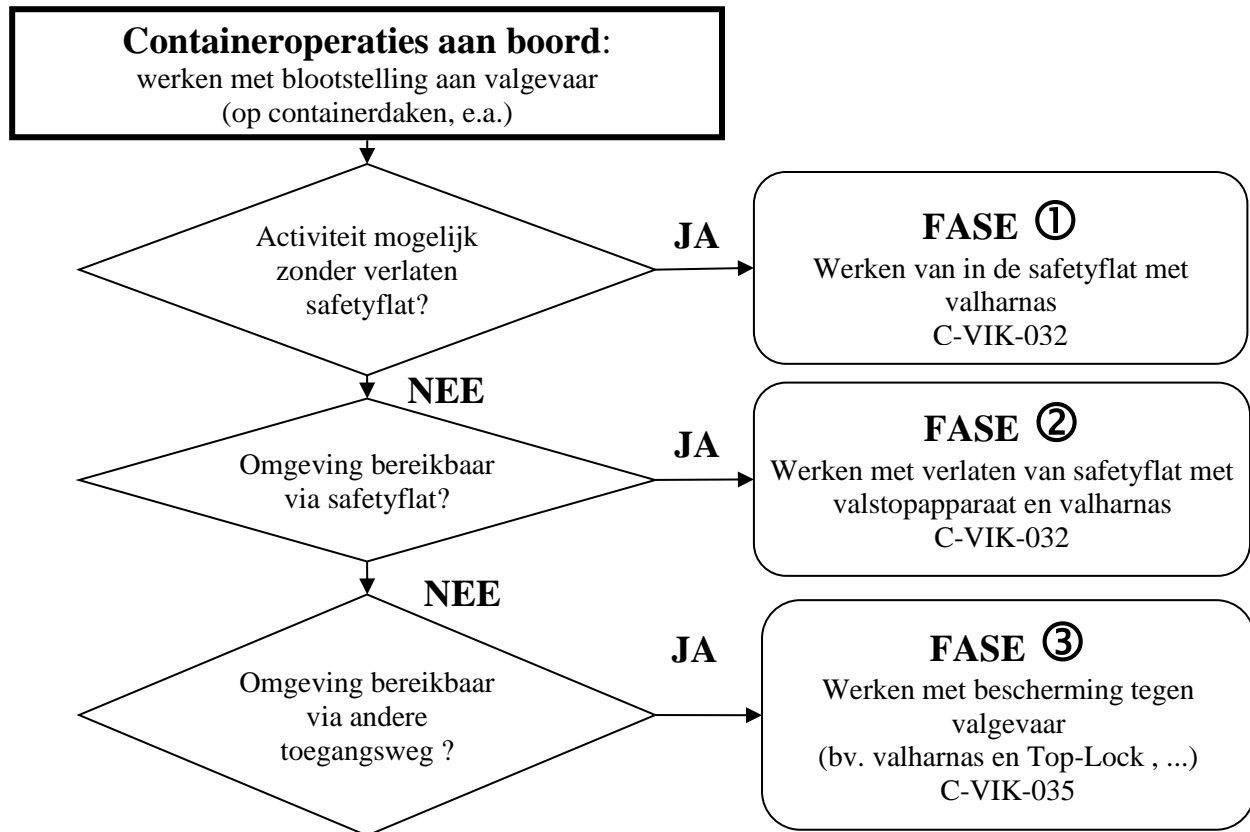 Containeroperaties aan boord:
werken met blootstelling aan valgevaar
(op containerdaken, e.a.)
Activiteit mogelijk
zonder verlaten
safetyflat?
JA
FASE ①
Werken van in de safetyflat met
valharnas
C-VIK-032
NEE
Omgeving bereikbaar
via safetyflat?
JA
FASE ②
Werken met verlaten van safetyflat met
valstopapparaat en valharnas
C-VIK-032
NEE
Omgeving bereikbaar
via andere
toegangsweg ?
JA
FASE ③
Werken met bescherming tegen
valgevaar
(bv. valharnas en Top-Lock , ...)
C-VIK-035